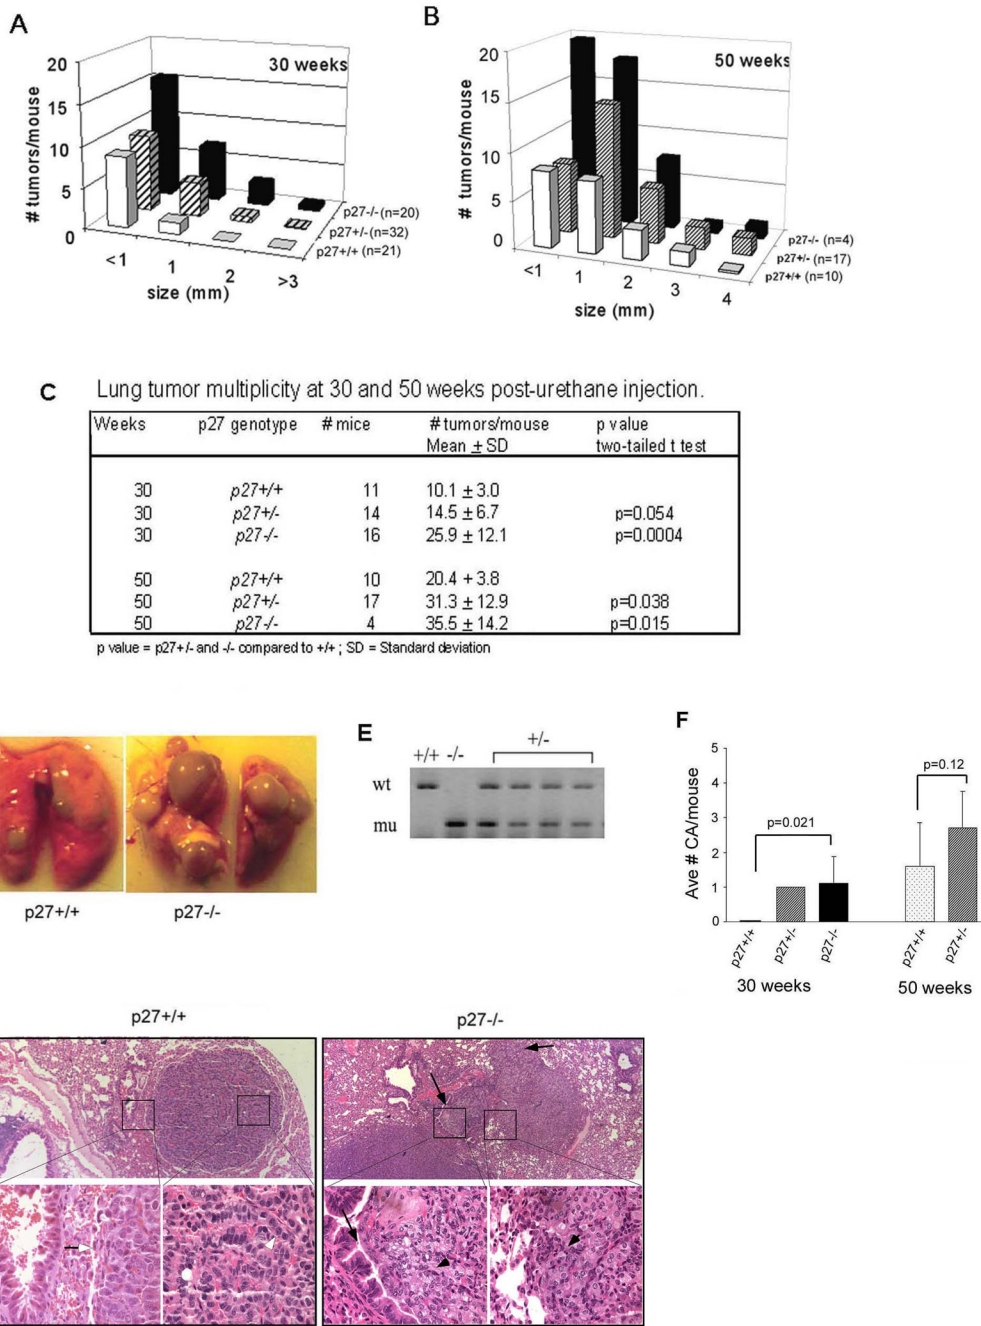 A
20
15
10
5
0
# tumors/mouse
30 weeks
p27-/- (n=20)
p27+/- (n=32)
p27+/+ (n=21)
<1
1
2
>3
size (mm)
B
20
15
10
5
0
# tumors/mouse
50 weeks
p27-/- (n=4)
p27+/- (n=17)
p27+/+ (n=10)
<1
1
2
3
4
size (mm)
C Lung tumor multiplicity at 30 and 50 weeks post-urethane injection.
Weeks p27 genotype # mice # tumors/mouse p value
Mean ± SD two-tailed t test
30 p27+/+ 11 10.1 ± 3.0
30 p27+/- 14 14.5 ± 6.7 p=0.054
30 p27-/- 16 25.9 ± 12.1 p=0.0004
50 p27+/+ 10 20.4 + 3.8
50 p27+/- 17 31.3 ± 12.9 p=0.038
50 p27-/- 4 35.5 ± 14.2 p=0.015
p value = p27+/- and -/- compared to +/+ ; SD = Standard deviation
p27+/+ p27-/-
E
+/+ -/- +/-
wt
mu
F
5
4
3
2
1
0
Ave # CA/mouse
p=0.021
p=0.12
p27+/+
p27+/-
p27-/-
p27+/+
p27+/-
30 weeks 50 weeks
p27+/+ p27-/-